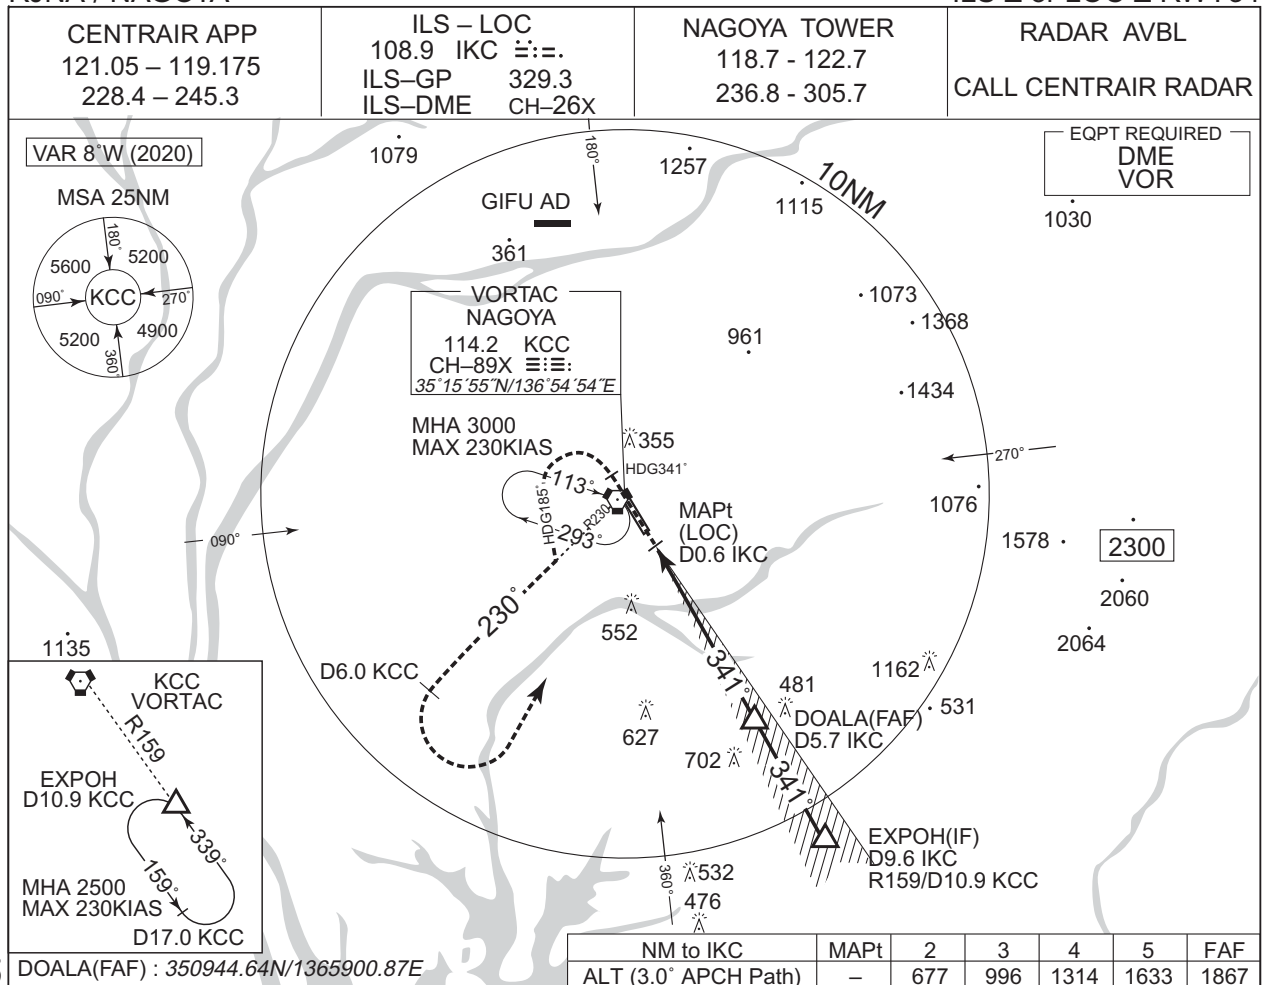 CENTRAIR APP
121.05 – 119.175
228.4 – 245.3
ILS – LOC
108.9 IKC
ILS–GP 329.3
ILS–DME CH–26X
NAGOYA TOWER
118.7 - 122.7
236.8 - 305.7
RADAR AVBL
CALL CENTRAIR RADAR
VAR 8°W (2020)
MSA 25NM
180°
5600
5200
090°
KCC
270°
5200
4900
360°
EQPT REQUIRED
DME
VOR
1079
180°
1257
10NM
1115
1030
GIFU AD
361
VORTAC
NAGOYA
114.2 KCC
CH–89X
35°15´55˝N/136°54´54˝E
1073
1368
961
1434
MHA 3000
MAX 230KIAS
355
HDG341°
113°
HDG185°
R230
293°
270°
1076
MAPt
(LOC)
D0.6 IKC
1578
2300
090°
2060
230°
552
2064
1135
D6.0 KCC
341°
1162
481
531
DOALA(FAF)
D5.7 IKC
627
702
341°
KCC
VORTAC
R159
EXPOH
D10.9 KCC
339°
159°
MHA 2500
MAX 230KIAS
D17.0 KCC
EXPOH(IF)
D9.6 IKC
R159/D10.9 KCC
360°
532
476
DOALA(FAF) : 350944.64N/1365900.87E
NM to IKC MAPt 2 3 4 5 FAF
ALT (3.0° APCH Path) – 677 996 1314 1633 1867